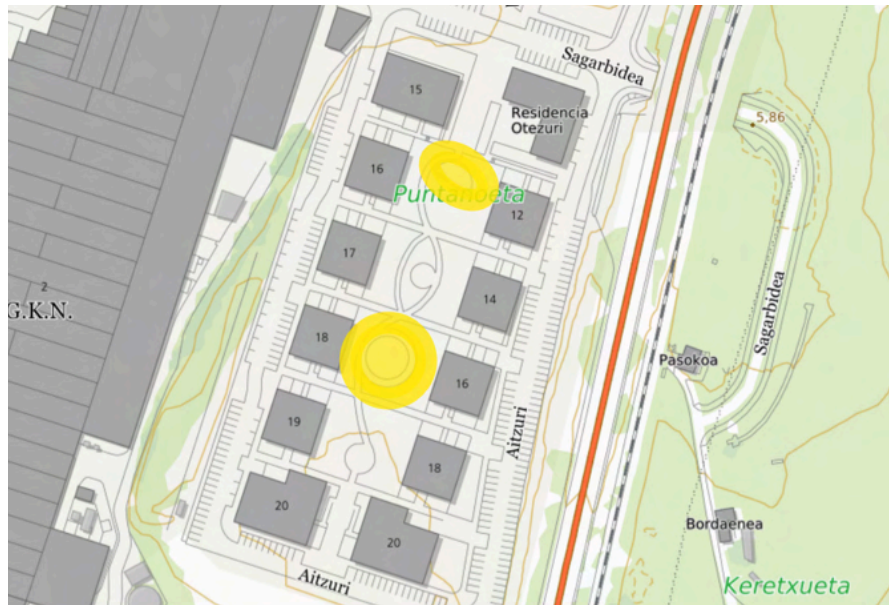 Sagarbidea
15
Residencia
Otezuri
5,86
16
Puntanoeta
12
17
2
G.K.N.
14
Sagarbidea
18
Pasokoa
16
19
Aitzuri
18
20
Bordaenea
20
Aitzuri
Keretxueta